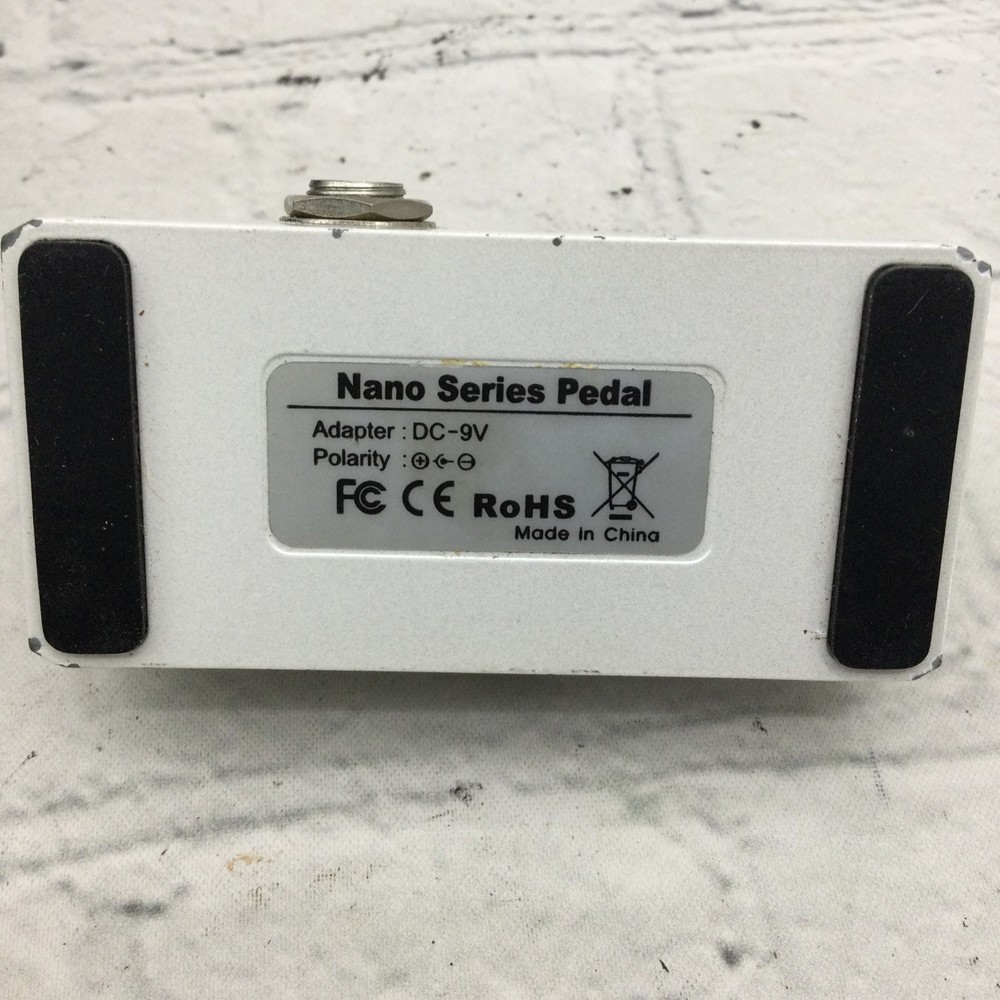 Nano Series Pedal
Adapter : DC-9V
Polarity : ⊕ ⊖
FC CE RoHS
Made in China